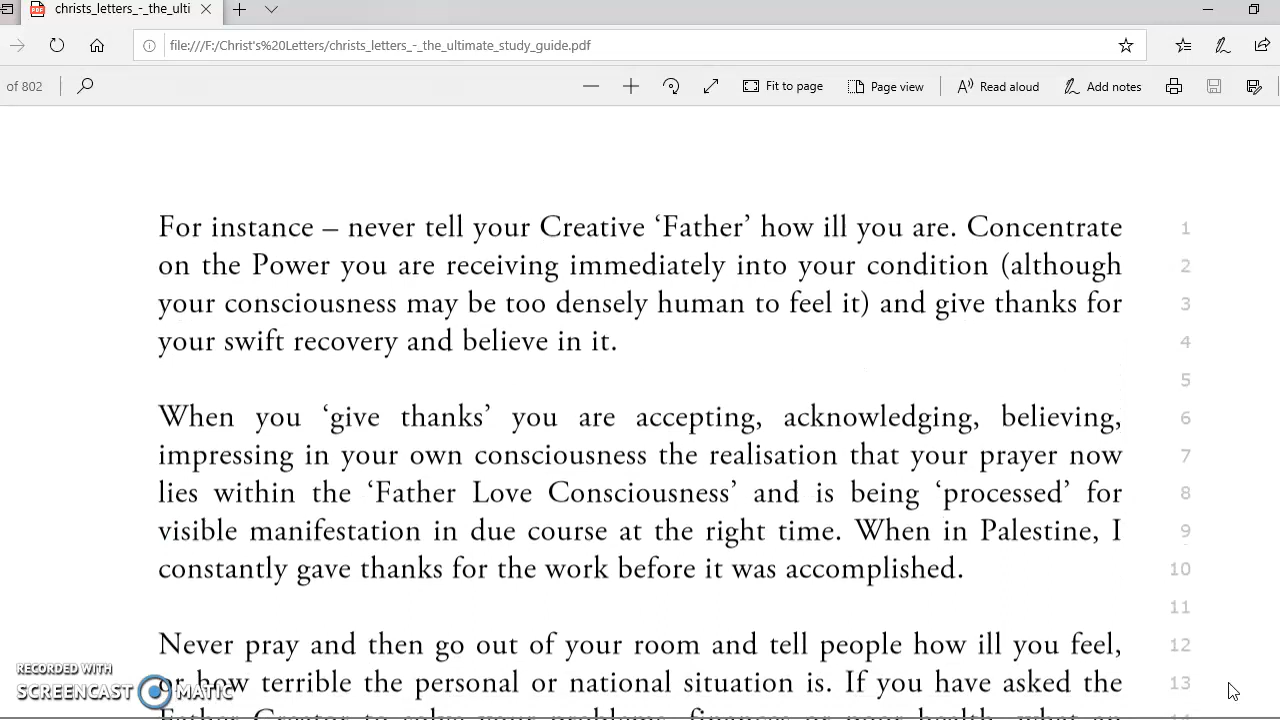 christs_letters_-_the_ulti
file:///F:/Christ's%20Letters/christs_letters_-_the_ultimate_study_guide.pdf
of 802
Fit to page
Page view
Read aloud
Add notes
For instance – never tell your Creative ‘Father’ how ill you are. Concentrate 1
on the Power you are receiving immediately into your condition (although 2
your consciousness may be too densely human to feel it) and give thanks for 3
your swift recovery and believe in it. 4
5
When you ‘give thanks’ you are accepting, acknowledging, believing, 6
impressing in your own consciousness the realisation that your prayer now 7
lies within the ‘Father Love Consciousness’ and is being ‘processed’ for 8
visible manifestation in due course at the right time. When in Palestine, I 9
constantly gave thanks for the work before it was accomplished. 10
11
Never pray and then go out of your room and tell people how ill you feel, 12
or how terrible the personal or national situation is. If you have asked the 13
RECORDED WITH
SCREENCAST MATIC